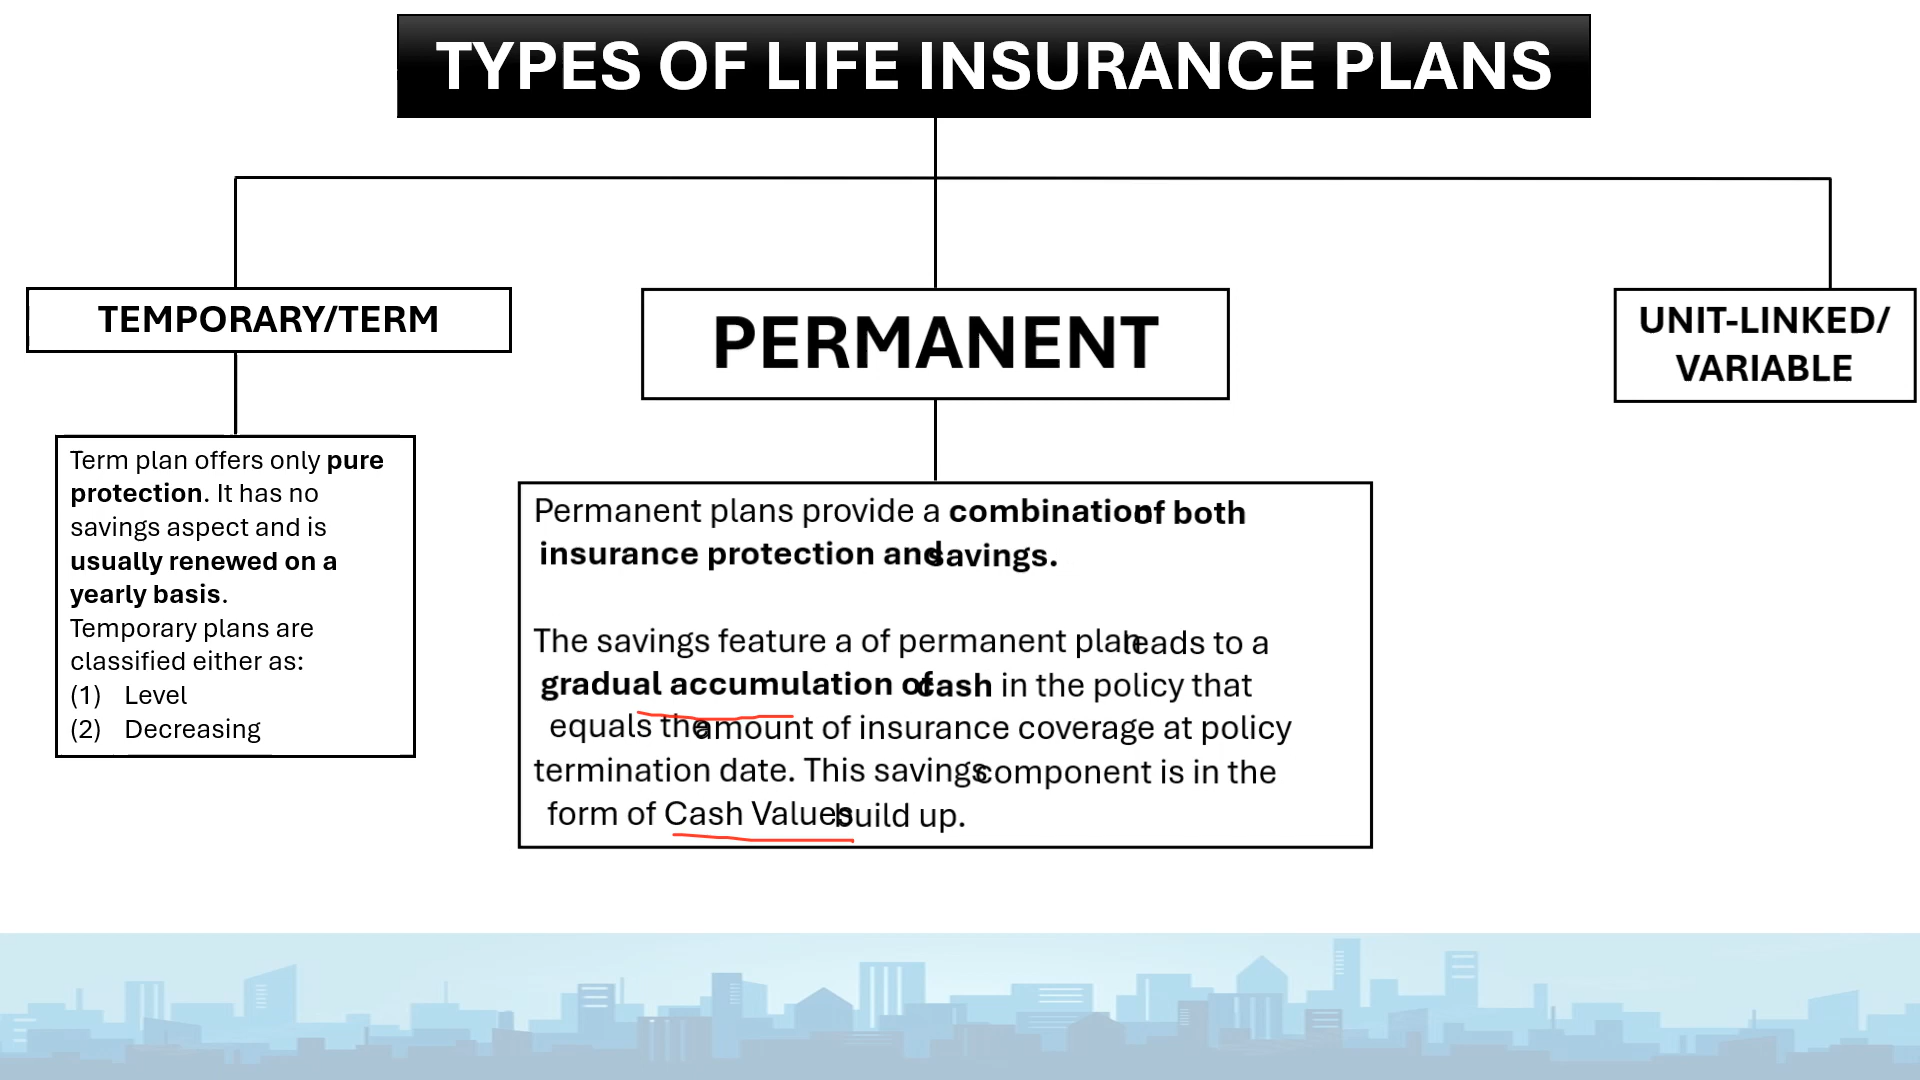 TYPES OF LIFE INSURANCE PLANS
TEMPORARY/TERM
PERMANENT
UNIT-LINKED/
VARIABLE
Term plan offers only pure
protection. It has no
savings aspect and is
usually renewed on a
yearly basis.
Temporary plans are
classified either as:
(1) Level
(2) Decreasing
Permanent plans provide a combination of both
insurance protection and savings.
The savings feature a of permanent plan leads to a
gradual accumulation of cash in the policy that
equals the amount of insurance coverage at policy
termination date. This savings component is in the
form of Cash Values build up.